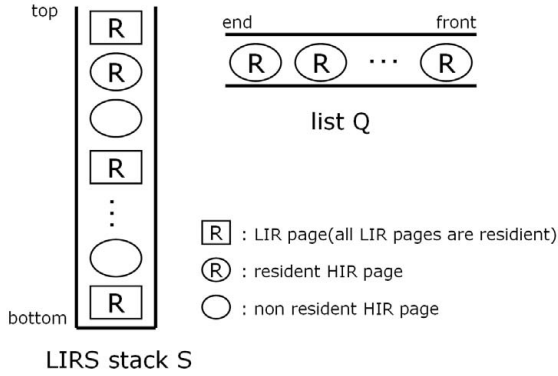 top
R
R
R
R
bottom
LIRS stack S
end front
R R ··· R
list Q
R : LIR page(all LIR pages are residient)
R : resident HIR page
: non resident HIR page